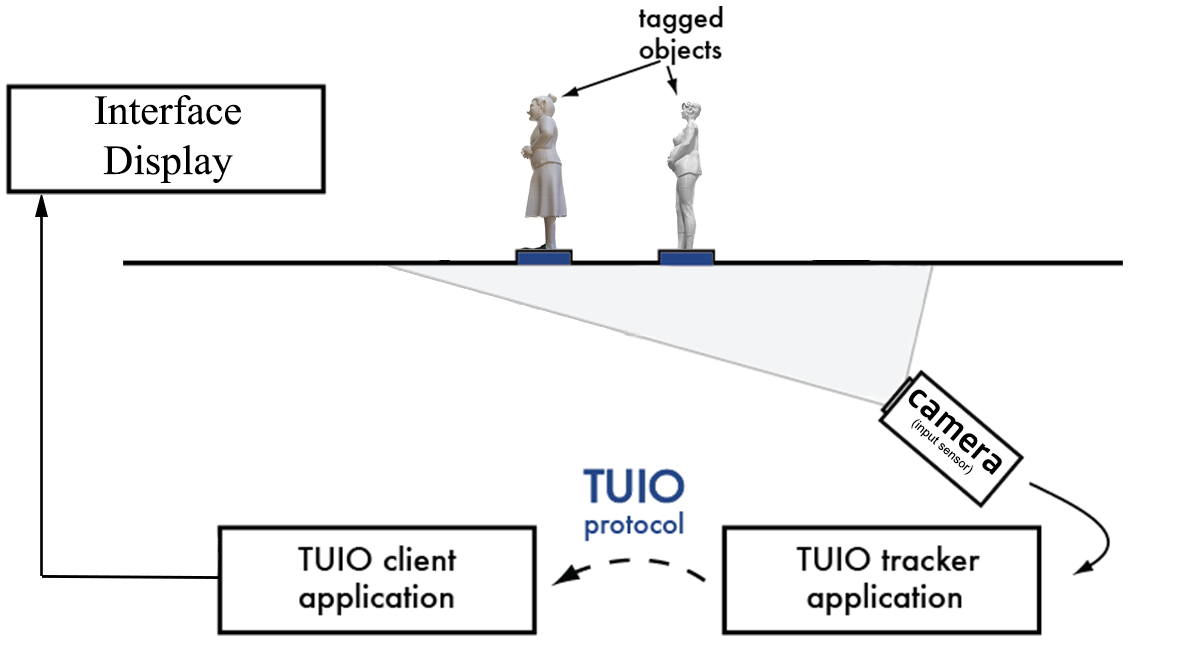 tagged
objects
Interface
Display
camera
(input sensor)
TUIO
protocol
TUIO client
application
TUIO tracker
application